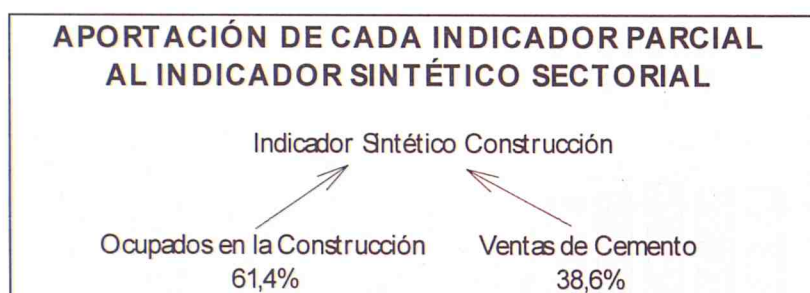 APORTACIÓN DE CADA INDICADOR PARCIAL
AL INDICADOR SINTÉTICO SECTORIAL
Indicador Sintético Construcción
Ocupados en la Construcción Ventas de Cemento
61,4% 38,6%